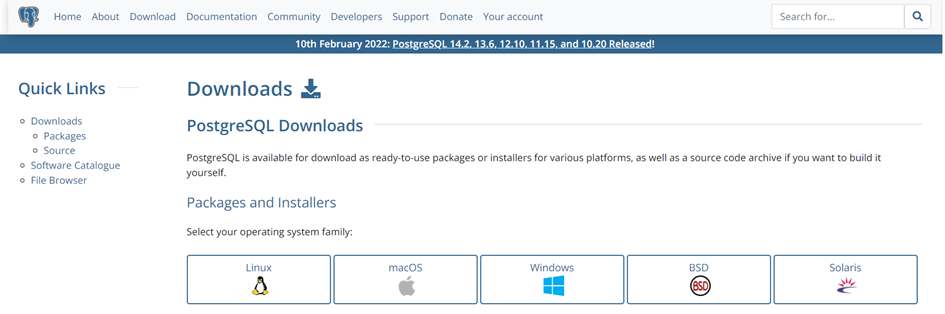 Home About Download Documentation Community Developers Support Donate Your account Search for...
10th February 2022: PostgreSQL 14.2, 13.6, 12.10, 11.15, and 10.20 Released!
Quick Links
Downloads
Packages
Source
Software Catalogue
File Browser
Downloads
PostgreSQL Downloads
PostgreSQL is available for download as ready-to-use packages or installers for various platforms, as well as a source code archive if you want to build it
yourself.
Packages and Installers
Select your operating system family:
Linux macOS Windows BSD Solaris
BSD